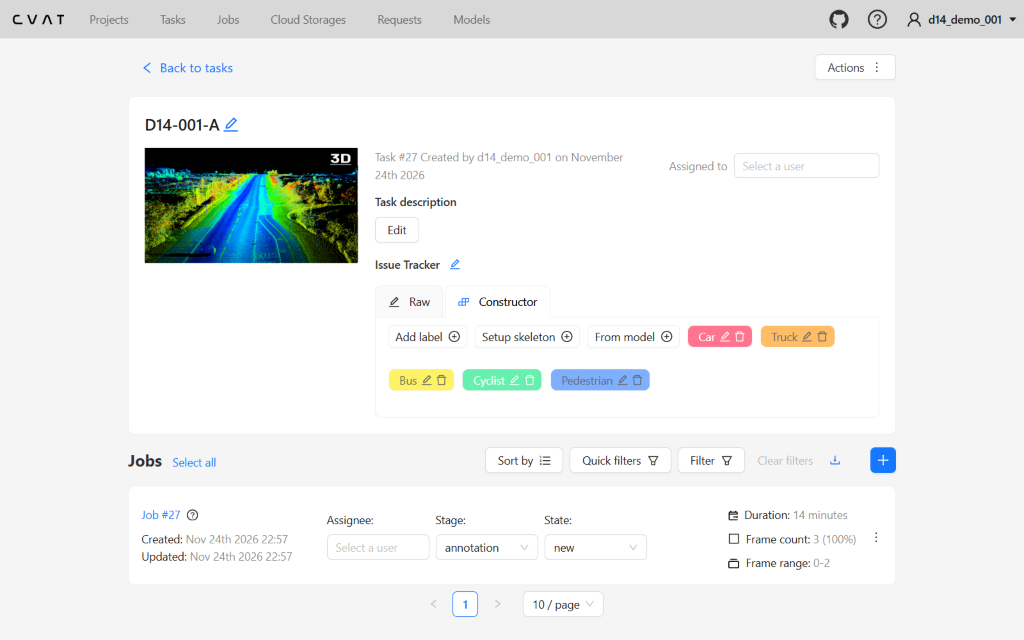 CVAT Projects Tasks Jobs Cloud Storages Requests Models d14_demo_001
Back to tasks Actions
D14-001-A
3D
Task #27 Created by d14_demo_001 on November
24th 2026
Assigned to Select a user
Task description
Edit
Issue Tracker
Raw Constructor
Add label Setup skeleton From model Car Truck
Bus Cyclist Pedestrian
Jobs Select all Sort by Quick filters Filter Clear filters
Job #27
Created: Nov 24th 2026 22:57
Updated: Nov 24th 2026 22:57
Assignee: Stage: State:
Select a user annotation new
Duration: 14 minutes
Frame count: 3 (100%)
Frame range: 0-2
1 10 / page